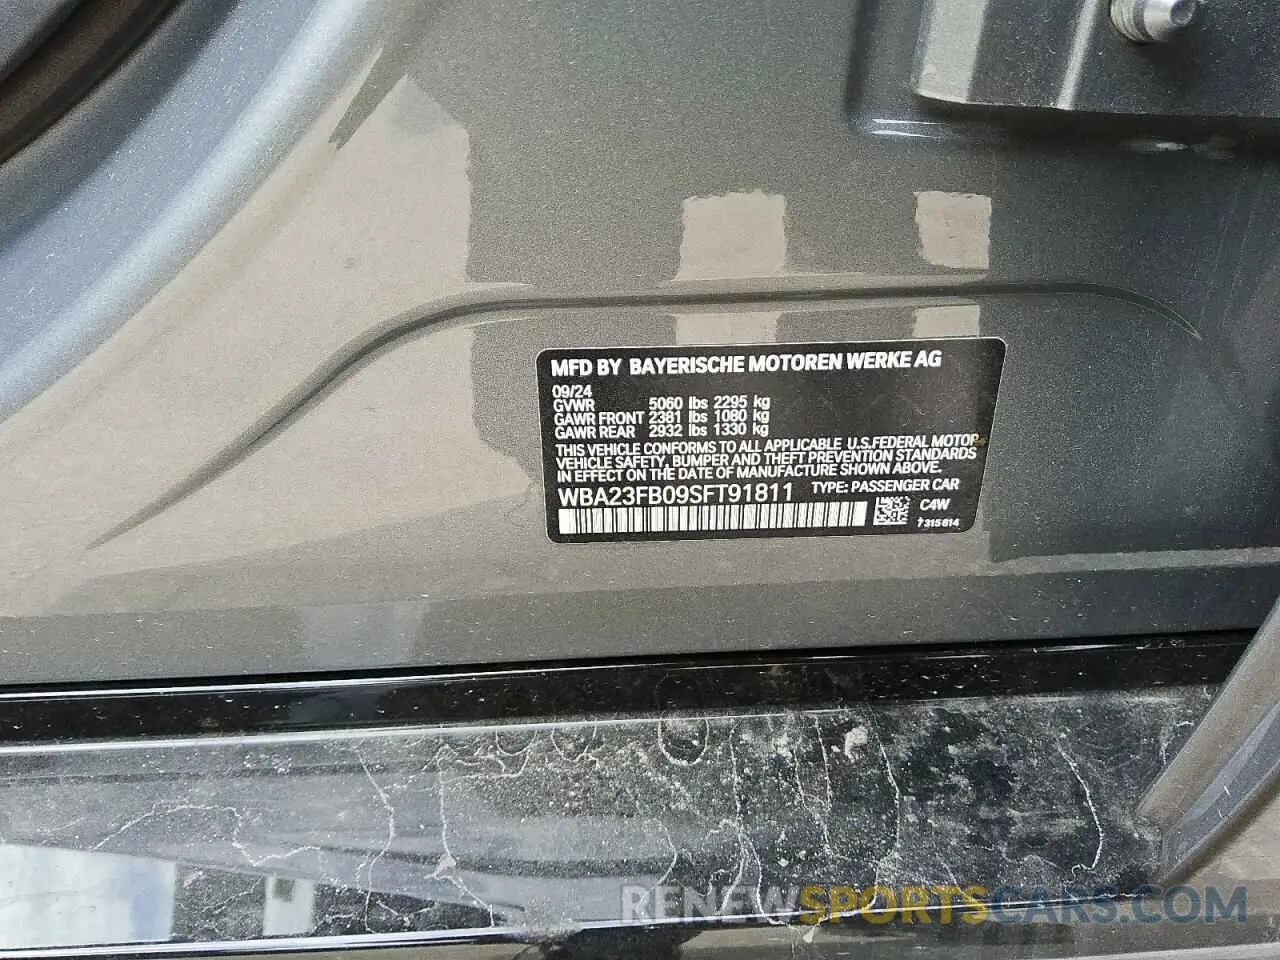 MFD BY BAYERISCHE MOTOREN WERKE AG
09/24
GVWR 5060 lbs 2295 kg
GAWR FRONT 2381 lbs 1080 kg
GAWR REAR 2932 lbs 1330 kg
THIS VEHICLE CONFORMS TO ALL APPLICABLE U.S.FEDERAL MOTOR
VEHICLE SAFETY, BUMPER AND THEFT PREVENTION STANDARDS
IN EFFECT ON THE DATE OF MANUFACTURE SHOWN ABOVE.
WBA23FB09SFT91811 TYPE: PASSENGER CAR
C4W
7315814
RENEWSPORTSCARS.COM